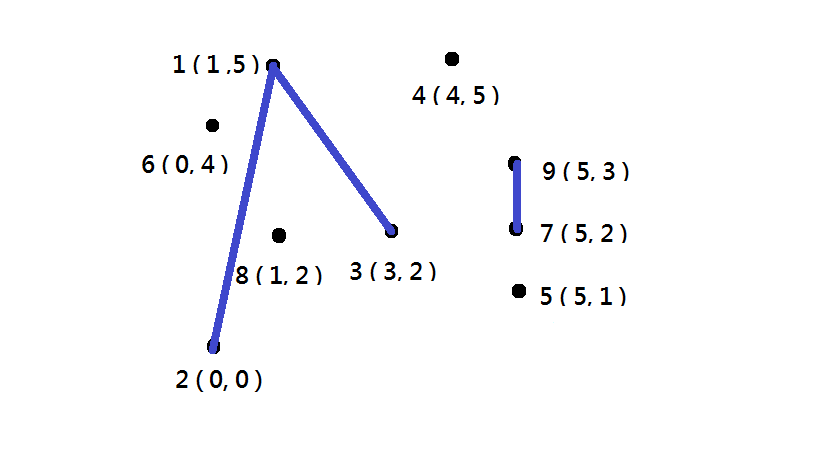 1 ( 1 ,5 )
4 ( 4, 5 )
6 ( 0, 4 )
9 ( 5, 3 )
7 ( 5, 2 )
8 ( 1, 2 )
3 ( 3, 2 )
5 ( 5, 1 )
2 ( 0, 0 )